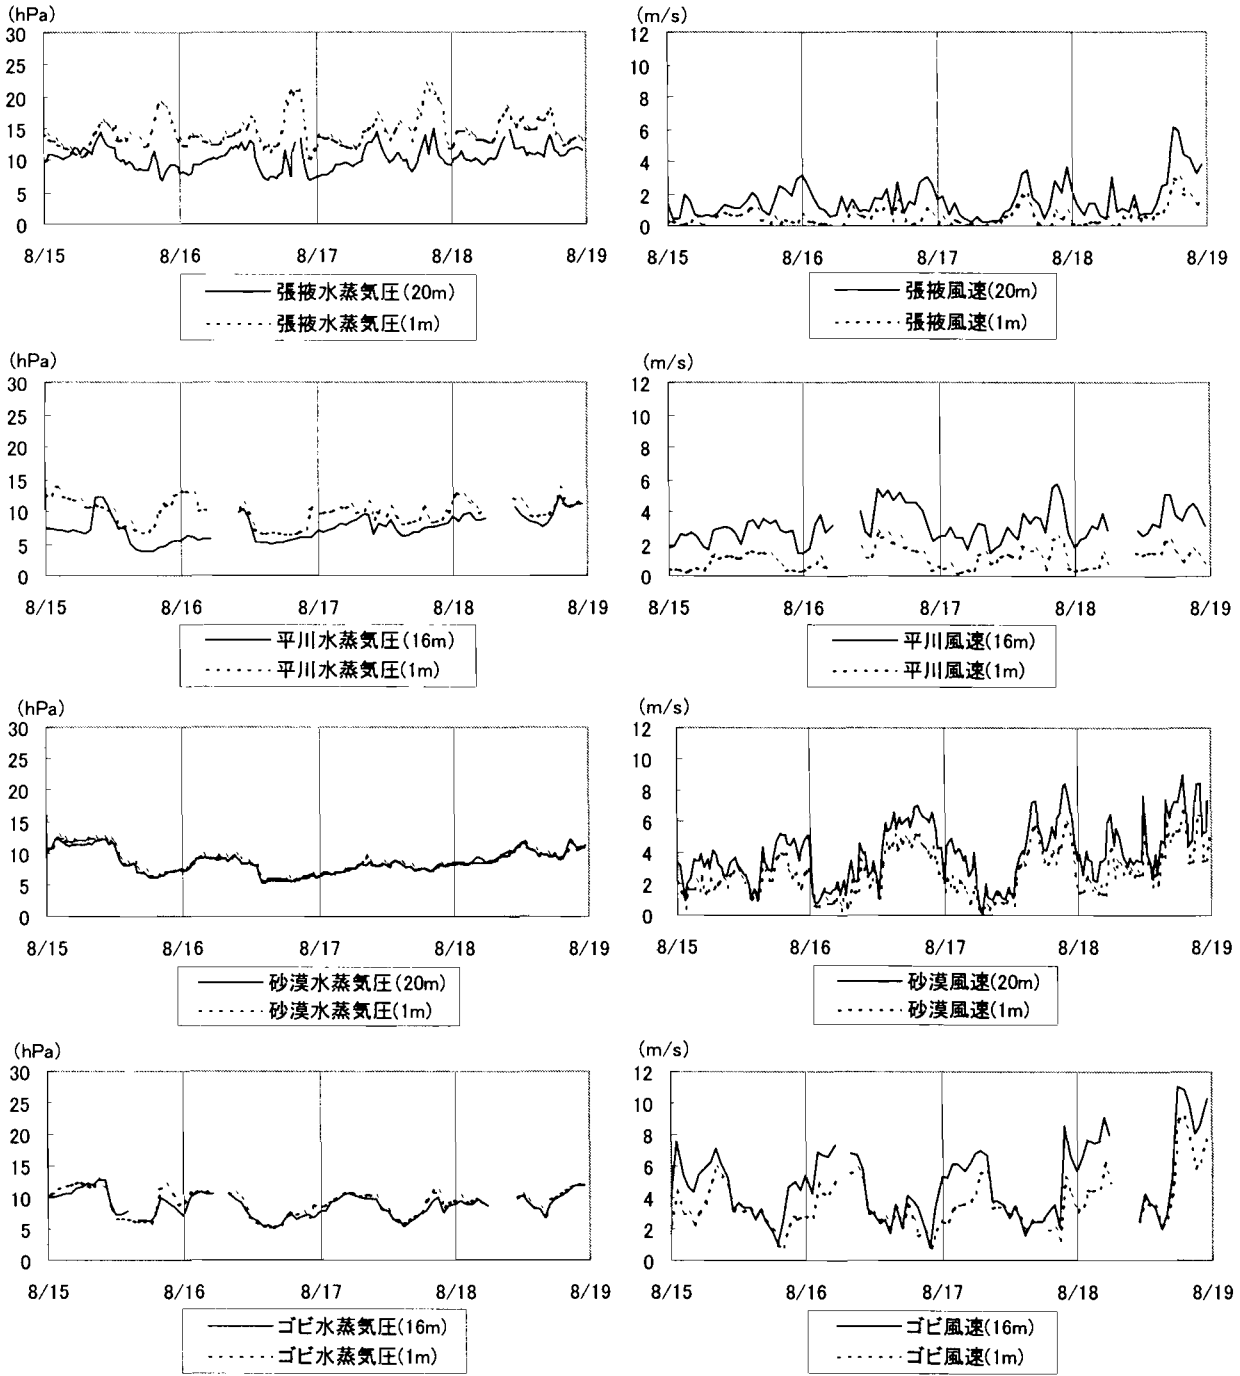 (hPa)
30
25
20
15
10
5
0
8/15 8/16 8/17 8/18 8/19
張掖水蒸気圧(20m)
張掖水蒸気圧(1m)
(m/s)
12
10
8
6
4
2
0
8/15 8/16 8/17 8/18 8/19
張掖風速(20m)
張掖風速(1m)
(hPa)
30
25
20
15
10
5
0
8/15 8/16 8/17 8/18 8/19
平川水蒸気圧(16m)
平川水蒸気圧(1m)
(m/s)
12
10
8
6
4
2
0
8/15 8/16 8/17 8/18 8/19
平川風速(16m)
平川風速(1m)
(hPa)
30
25
20
15
10
5
0
8/15 8/16 8/17 8/18 8/19
砂漠水蒸気圧(20m)
砂漠水蒸気圧(1m)
(m/s)
12
10
8
6
4
2
0
8/15 8/16 8/17 8/18 8/19
砂漠風速(20m)
砂漠風速(1m)
(hPa)
30
25
20
15
10
5
0
8/15 8/16 8/17 8/18 8/19
ゴビ水蒸気圧(16m)
ゴビ水蒸気圧(1m)
(m/s)
12
10
8
6
4
2
0
8/15 8/16 8/17 8/18 8/19
ゴビ風速(16m)
ゴビ風速(1m)